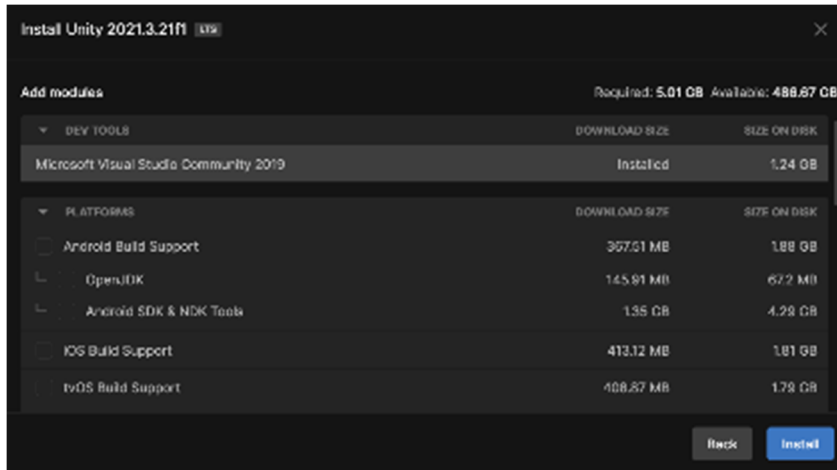 Install Unity 2021.3.21f1 LTS
Add modules Required: 5.01 GB Available: 486.67 GB
DEV TOOLS DOWNLOAD SIZE SIZE ON DISK
Microsoft Visual Studio Community 2019 Installed 1.24 GB
PLATFORMS DOWNLOAD SIZE SIZE ON DISK
Android Build Support 367.51 MB 1.88 GB
OpenJDK 145.91 MB 67.2 MB
Android SDK & NDK Tools 1.35 GB 4.29 GB
iOS Build Support 413.12 MB 1.81 GB
tvOS Build Support 408.87 MB 1.79 GB
Back Install